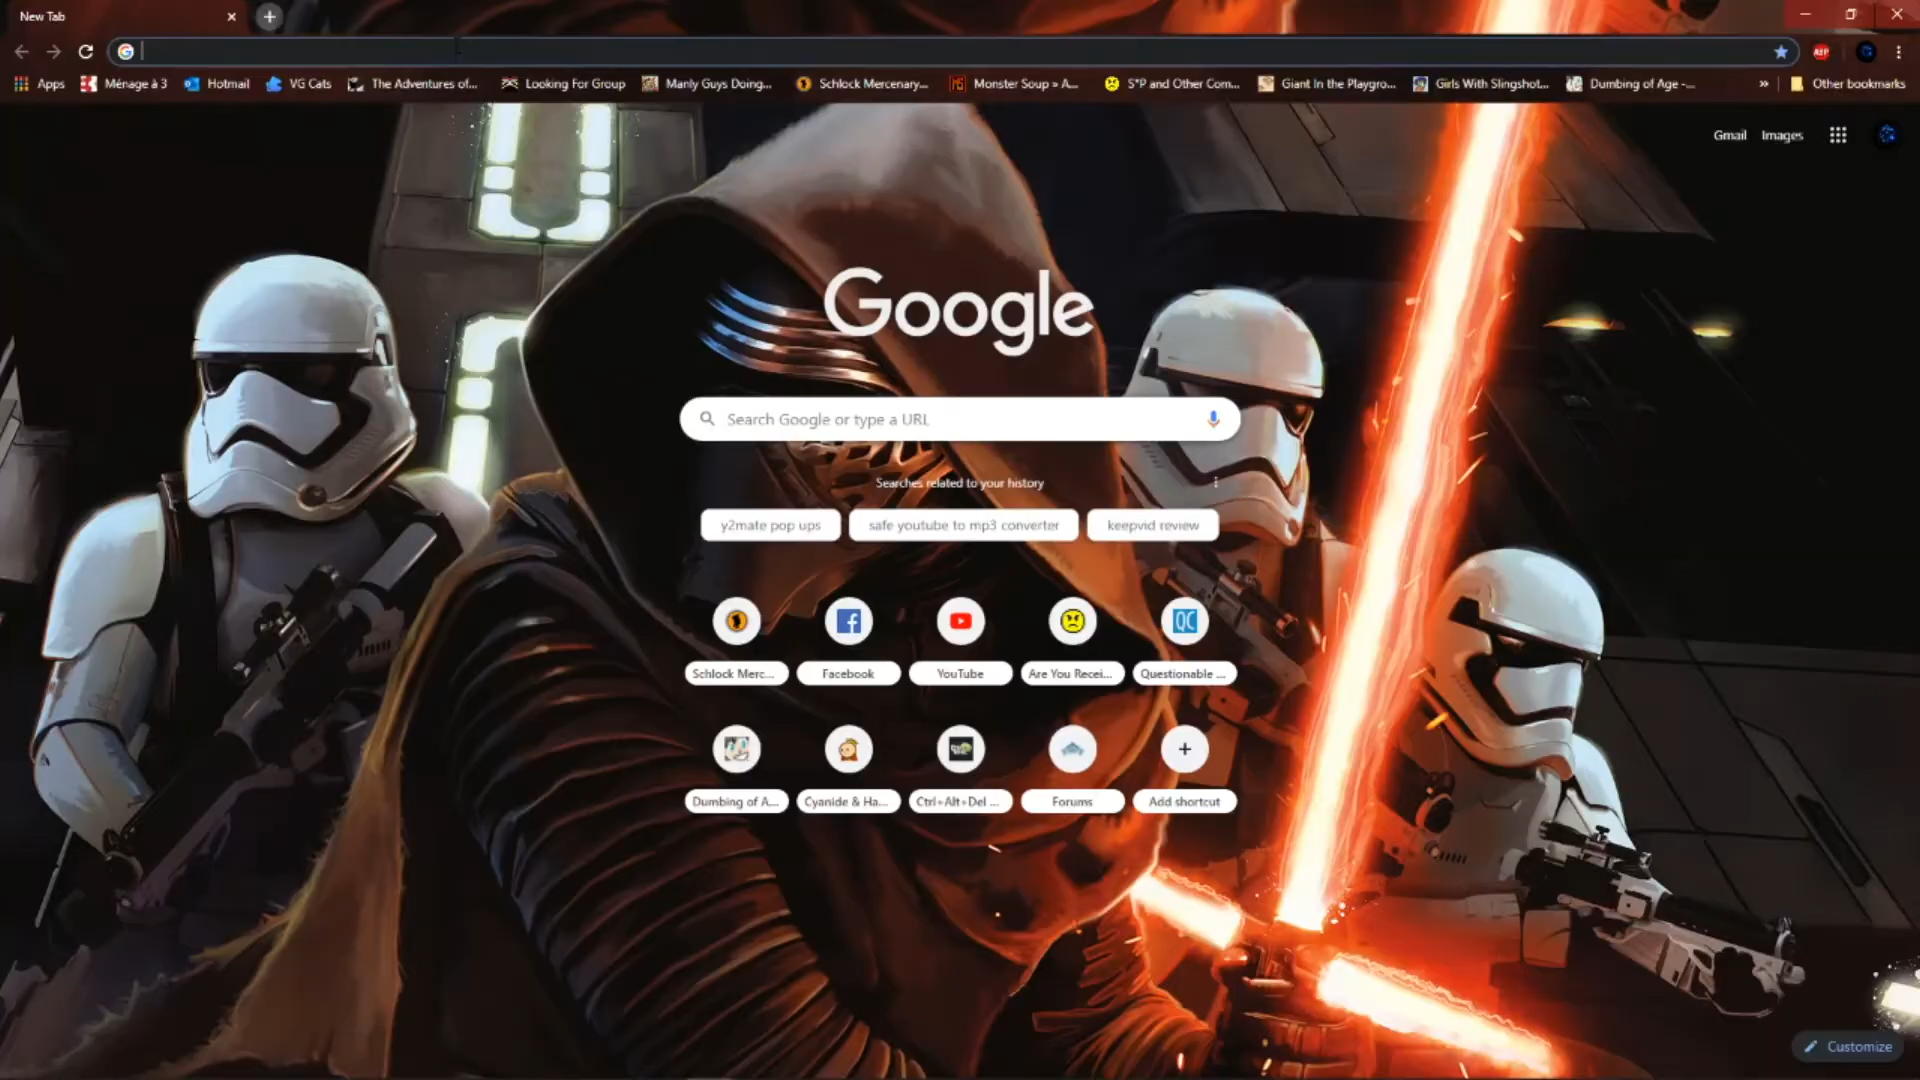 New Tab
Apps Ménage à 3 Hotmail VG Cats The Adventures of... Looking For Group Manly Guys Doing... Schlock Mercenary... Monster Soup » A... S*P and Other Com... Giant In the Playgro... Girls With Slingshot... Dumbing of Age -... » Other bookmarks
Gmail Images
Google
Search Google or type a URL
Searches related to your history
y2mate pop ups safe youtube to mp3 converter keepvid review
QC
Schlock Merc... Facebook YouTube Are You Recei... Questionable ...
Dumbing of A... Cyanide & Ha... Ctrl+Alt+Del ... Forums Add shortcut
Customize